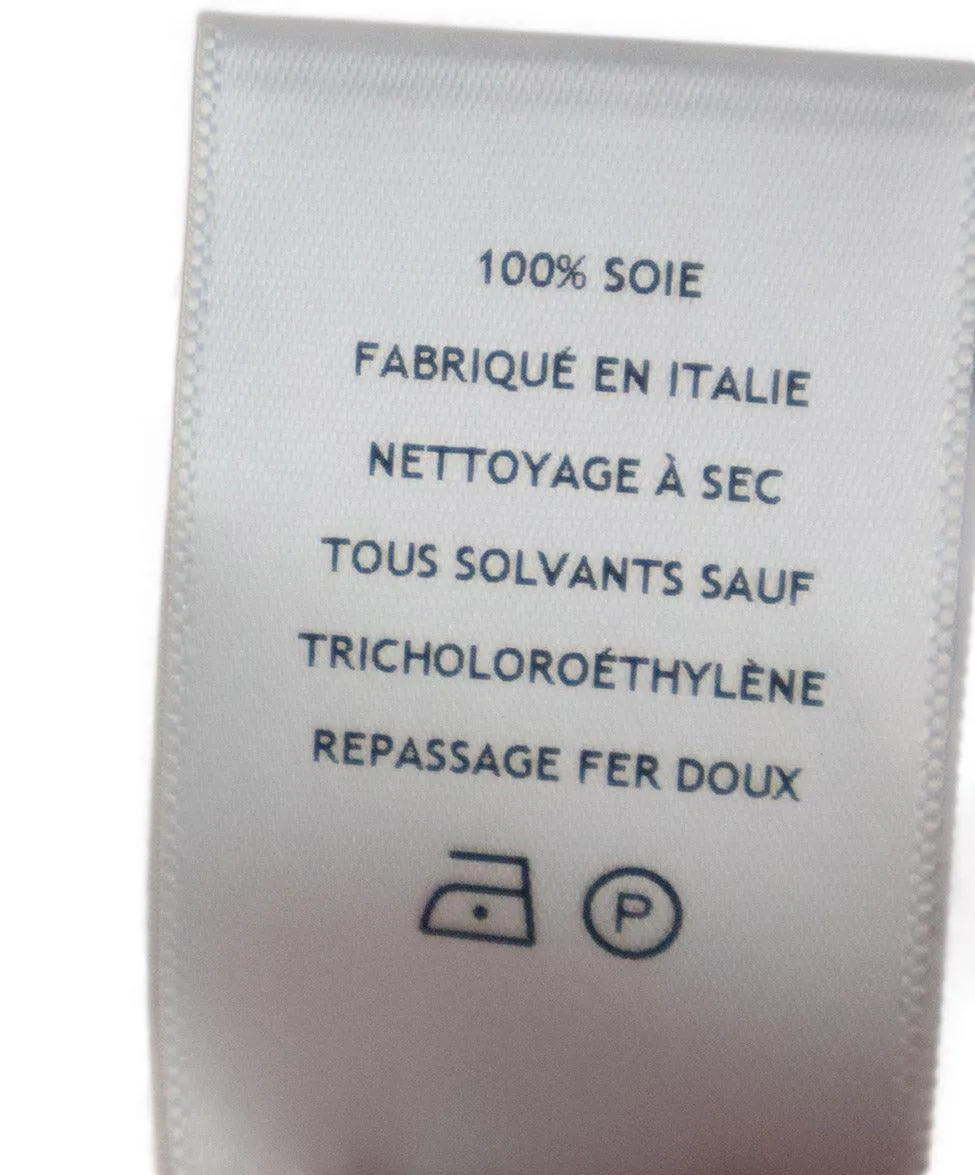 100% SOIE
FABRIQUÉ EN ITALIE
NETTOYAGE À SEC
TOUS SOLVANTS SAUF
TRICHOLOROÉTHYLÈNE
REPASSAGE FER DOUX
P